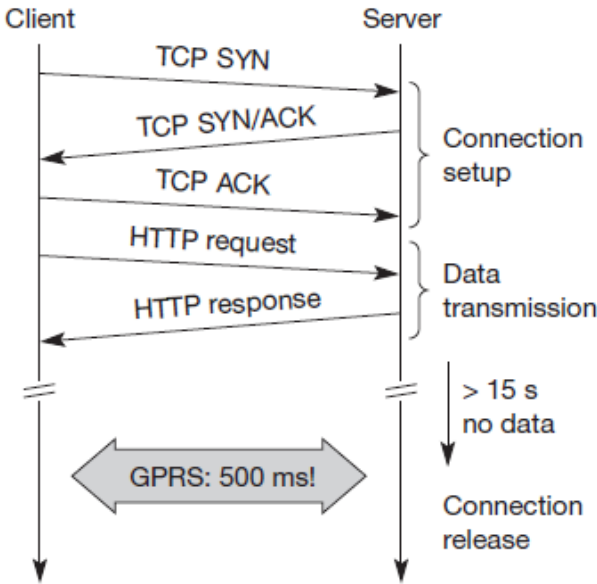 Client
Server
TCP SYN
TCP SYN/ACK
Connection
setup
TCP ACK
HTTP request
Data
transmission
HTTP response
> 15 s
no data
GPRS: 500 ms!
Connection
release